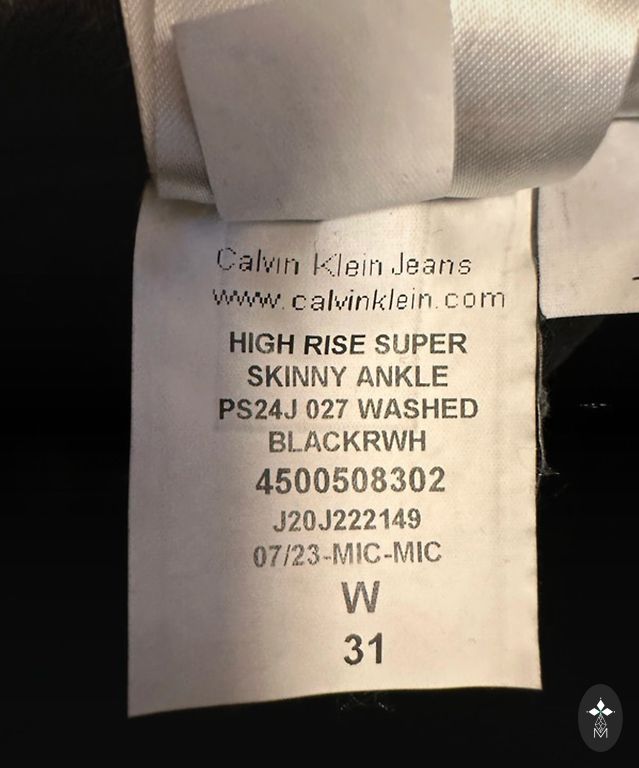 Calvin Klein Jeans
www.calvinklein.com
HIGH RISE SUPER
SKINNY ANKLE
PS24J 027 WASHED
BLACKRWH
4500508302
J20J222149
07/23-MIC-MIC
W
31
M